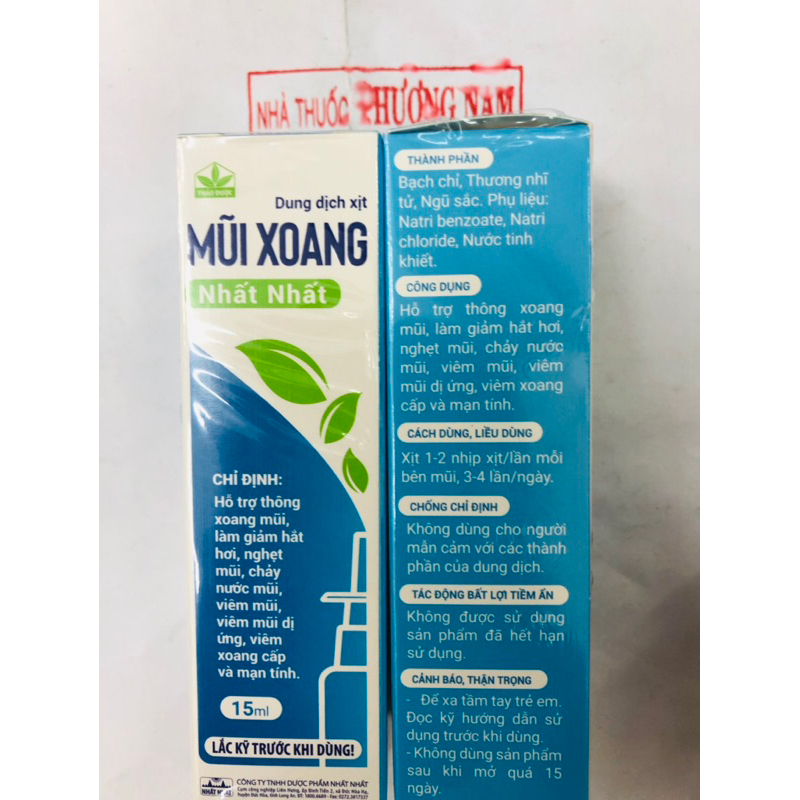 NHÀ THUỐC PHƯƠNG NAM
THẢO DƯỢC
Dung dịch xịt
MŨI XOANG
Nhất Nhất
CHỈ ĐỊNH:
Hỗ trợ thông
xoang mũi,
làm giảm hắt
hơi, nghẹt
mũi, chảy
nước mũi,
viêm mũi,
viêm mũi dị
ứng, viêm
xoang cấp
và mạn tính.
15ml
LẮC KỸ TRƯỚC KHI DÙNG!
NHẤT NHẤT
CÔNG TY TNHH DƯỢC PHẨM NHẤT NHẤT
THÀNH PHẦN
Bạch chỉ, Thương nhĩ
tử, Ngũ sắc. Phụ liệu:
Natri benzoate, Natri
chloride, Nước tinh
khiết.
CÔNG DỤNG
Hỗ trợ thông xoang
mũi, làm giảm hắt hơi,
nghẹt mũi, chảy nước
mũi, viêm mũi, viêm
mũi dị ứng, viêm xoang
cấp và mạn tính.
CÁCH DÙNG, LIỀU DÙNG
Xịt 1-2 nhịp xịt/lần mỗi
bên mũi, 3-4 lần/ngày.
CHỐNG CHỈ ĐỊNH
Không dùng cho người
mẫn cảm với các thành
phần của dung dịch.
TÁC ĐỘNG BẤT LỢI TIỀM ẨN
Không được sử dụng
sản phẩm đã hết hạn
sử dụng.
CẢNH BÁO, THẬN TRỌNG
- Để xa tầm tay trẻ em.
Đọc kỹ hướng dẫn sử
dụng trước khi dùng.
- Không dùng sản phẩm
sau khi mở quá 15
ngày.